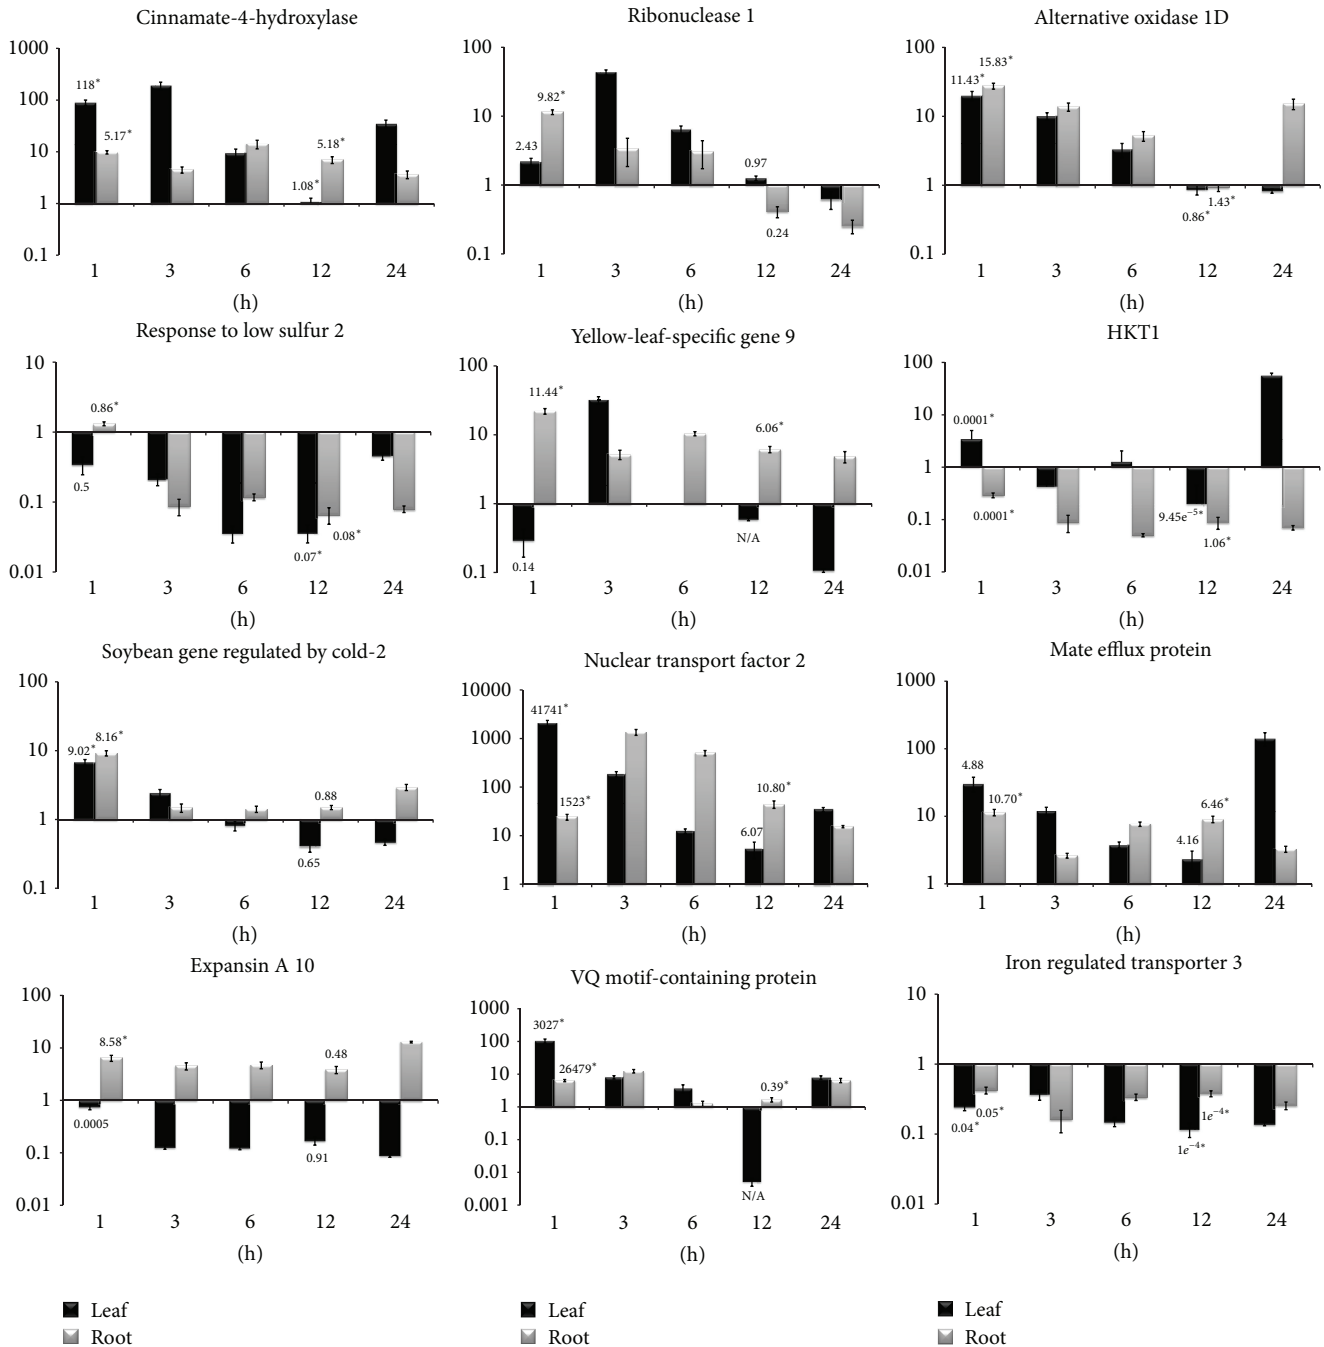 Cinnamate-4-hydroxylase
1000
100
10
1
0.1
118*
5.17*
1.08*
5.18*
1 3 6 12 24
(h)
Ribonuclease 1
100
10
1
0.1
2.43
9.82*
0.97
0.24
1 3 6 12 24
(h)
Alternative oxidase 1D
100
10
1
0.1
11.43*
15.83*
0.86*
1.43*
1 3 6 12 24
(h)
Response to low sulfur 2
10
1
0.1
0.01
0.5
0.86*
0.07*
0.08*
1 3 6 12 24
(h)
Yellow-leaf-specific gene 9
100
10
1
0.1
0.14
11.44*
N/A
6.06*
1 3 6 12 24
(h)
HKT1
100
10
1
0.1
0.01
0.0001*
0.0001*
9.45e−5*
1.06*
1 3 6 12 24
(h)
Soybean gene regulated by cold-2
100
10
1
0.1
9.02*
8.16*
0.65
0.88
1 3 6 12 24
(h)
Nuclear transport factor 2
10000
1000
100
10
1
41741*
1523*
6.07
10.80*
1 3 6 12 24
(h)
Mate efflux protein
1000
100
10
1
4.88
10.70*
4.16
6.46*
1 3 6 12 24
(h)
Expansin A 10
100
10
1
0.1
0.01
0.0005
8.58*
0.91
0.48
1 3 6 12 24
(h)
VQ motif-containing protein
1000
100
10
1
0.1
0.01
0.001
3027*
26479*
N/A
0.39*
1 3 6 12 24
(h)
Iron regulated transporter 3
10
1
0.1
0.01
0.04*
0.05*
1e−4*
1e−4*
1 3 6 12 24
(h)
Leaf
Root
Leaf
Root
Leaf
Root